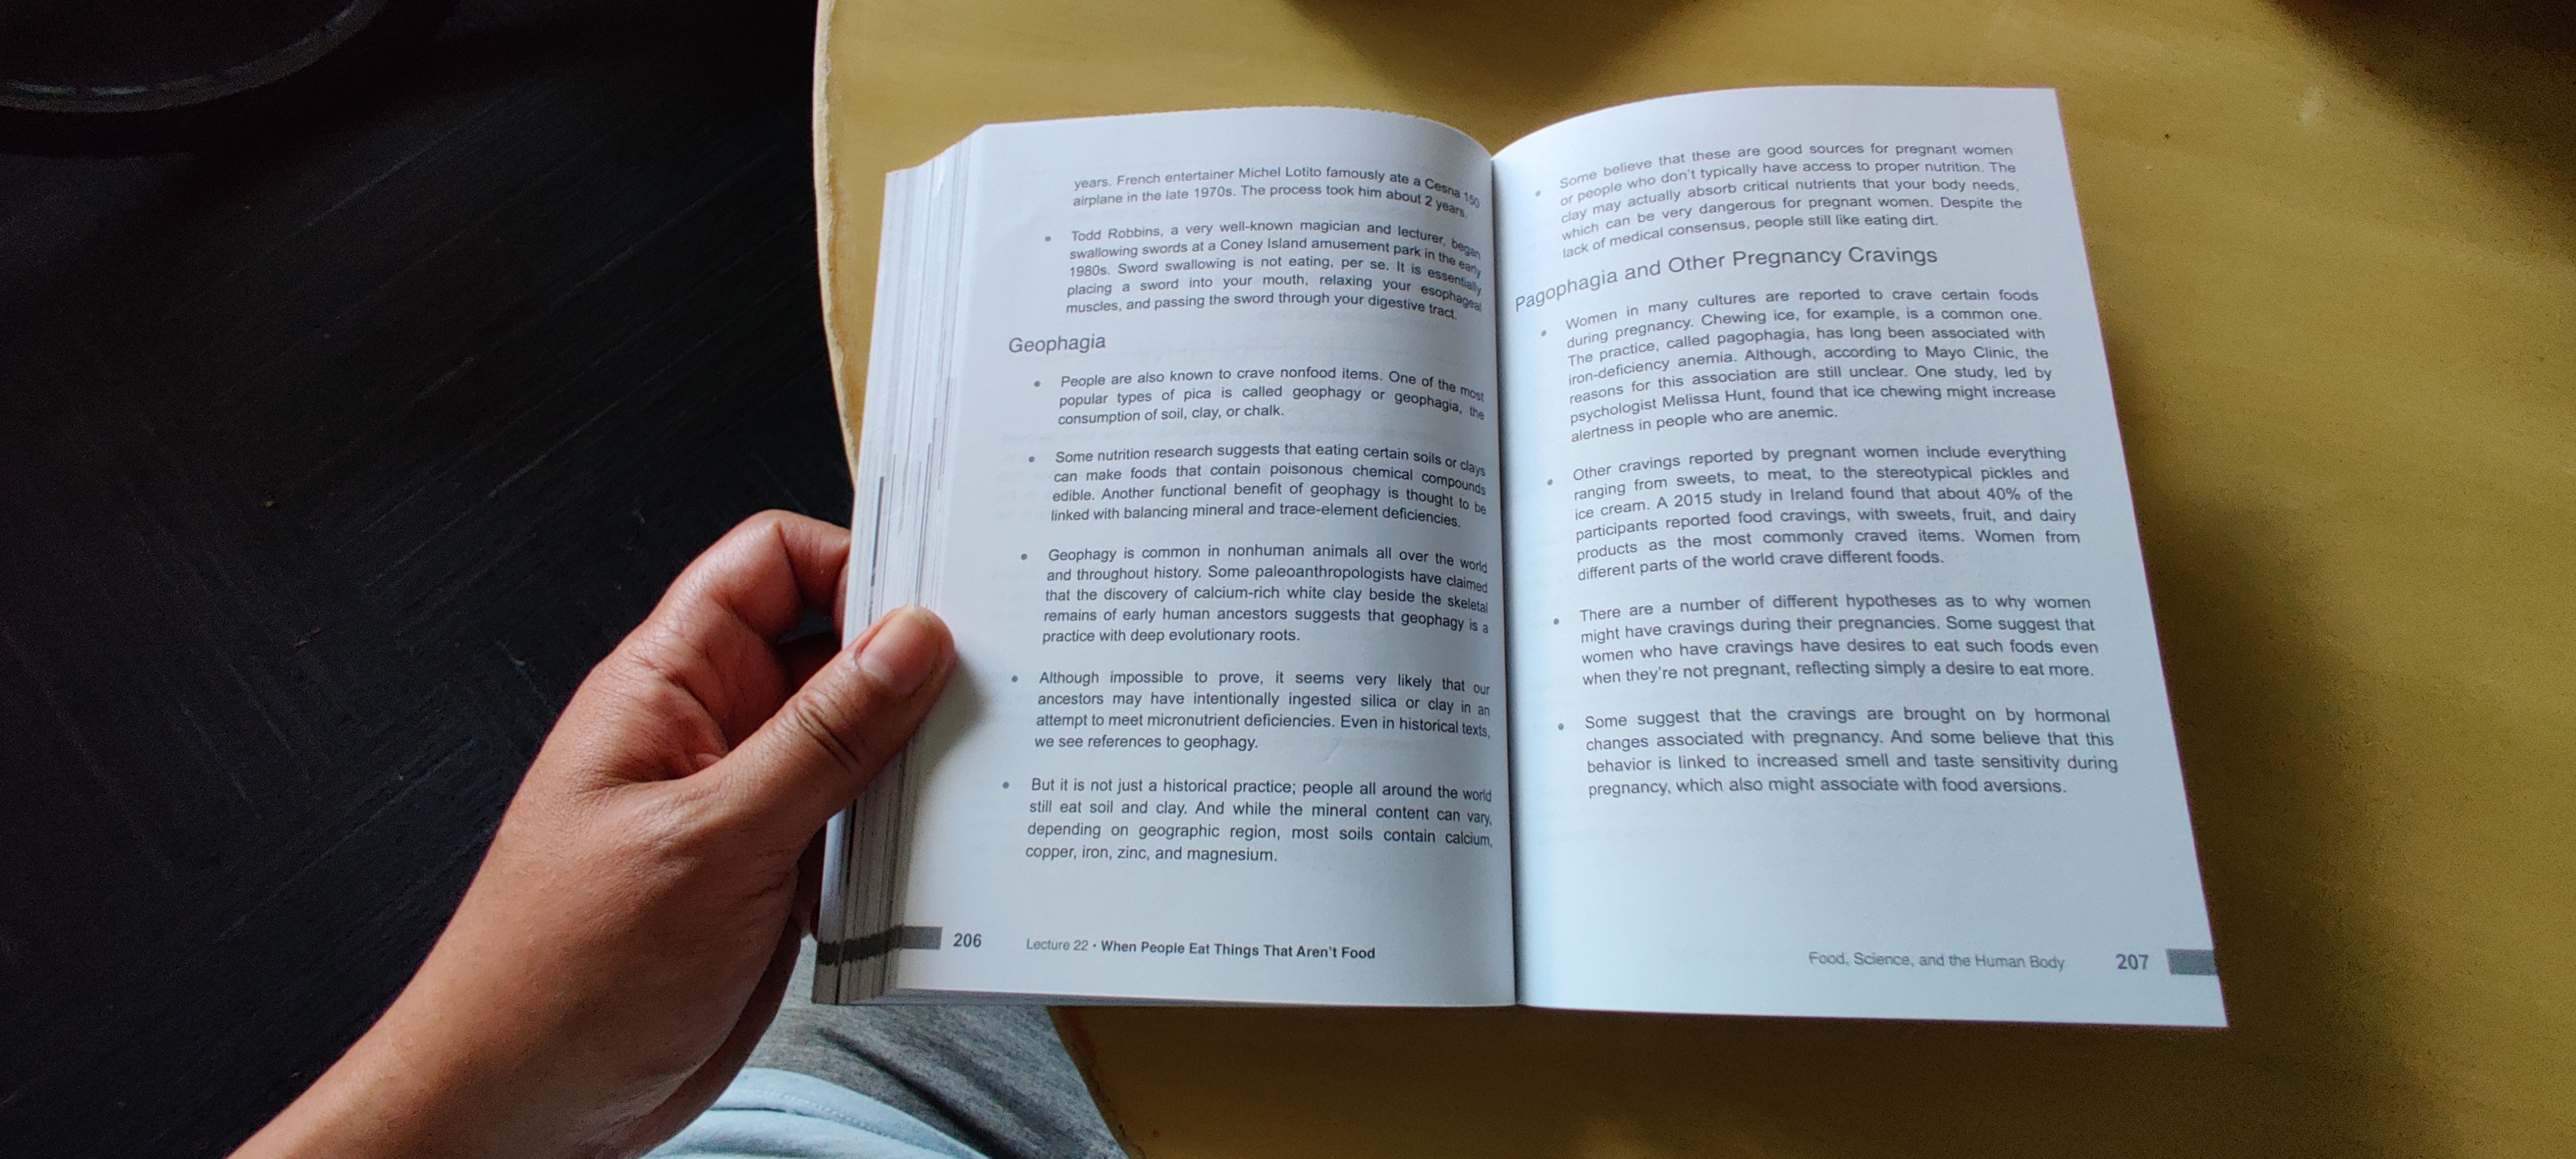 years. French entertainer Michel Lotito famously ate a Cesna 150
airplane in the late 1970s. The process took him about 2 years.
• Todd Robbins, a very well-known magician and lecturer, began
swallowing swords at a Coney Island amusement park in the early
1980s. Sword swallowing is not eating, per se. It is essentially
placing a sword into your mouth, relaxing your esophageal
muscles, and passing the sword through your digestive tract.
Geophagia
• People are also known to crave nonfood items. One of the most
popular types of pica is called geophagy or geophagia, the
consumption of soil, clay, or chalk.
• Some nutrition research suggests that eating certain soils or clays
can make foods that contain poisonous chemical compounds
edible. Another functional benefit of geophagy is thought to be
linked with balancing mineral and trace-element deficiencies.
• Geophagy is common in nonhuman animals all over the world
and throughout history. Some paleoanthropologists have claimed
that the discovery of calcium-rich white clay beside the skeletal
remains of early human ancestors suggests that geophagy is a
practice with deep evolutionary roots.
• Although impossible to prove, it seems very likely that our
ancestors may have intentionally ingested silica or clay in an
attempt to meet micronutrient deficiencies. Even in historical texts,
we see references to geophagy.
• But it is not just a historical practice; people all around the world
still eat soil and clay. And while the mineral content can vary,
depending on geographic region, most soils contain calcium,
copper, iron, zinc, and magnesium.
206 Lecture 22 • When People Eat Things That Aren't Food
• Some believe that these are good sources for pregnant women
or people who don't typically have access to proper nutrition. The
clay may actually absorb critical nutrients that your body needs,
which can be very dangerous for pregnant women. Despite the
lack of medical consensus, people still like eating dirt.
Pagophagia and Other Pregnancy Cravings
• Women in many cultures are reported to crave certain foods
during pregnancy. Chewing ice, for example, is a common one.
The practice, called pagophagia, has long been associated with
iron-deficiency anemia. Although, according to Mayo Clinic, the
reasons for this association are still unclear. One study, led by
psychologist Melissa Hunt, found that ice chewing might increase
alertness in people who are anemic.
• Other cravings reported by pregnant women include everything
ranging from sweets, to meat, to the stereotypical pickles and
ice cream. A 2015 study in Ireland found that about 40% of the
participants reported food cravings, with sweets, fruit, and dairy
products as the most commonly craved items. Women from
different parts of the world crave different foods.
• There are a number of different hypotheses as to why women
might have cravings during their pregnancies. Some suggest that
women who have cravings have desires to eat such foods even
when they're not pregnant, reflecting simply a desire to eat more.
• Some suggest that the cravings are brought on by hormonal
changes associated with pregnancy. And some believe that this
behavior is linked to increased smell and taste sensitivity during
pregnancy, which also might associate with food aversions.
Food, Science, and the Human Body 207